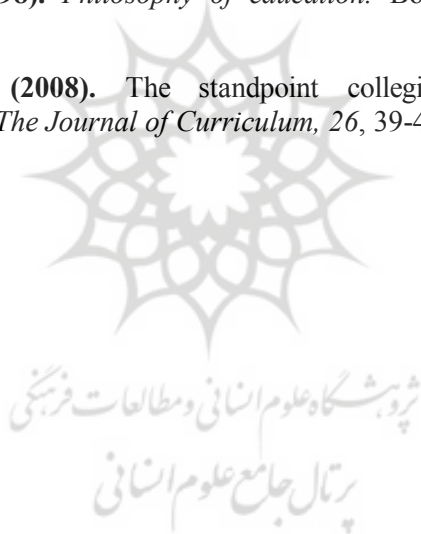 98). Philosophy of education. Bo
(2008). The standpoint collegi
The Journal of Curriculum, 26, 39-4
پژوهشگاه علوم انسانی و مطالعات فرهنگی
پرتال جامع علوم انسانی